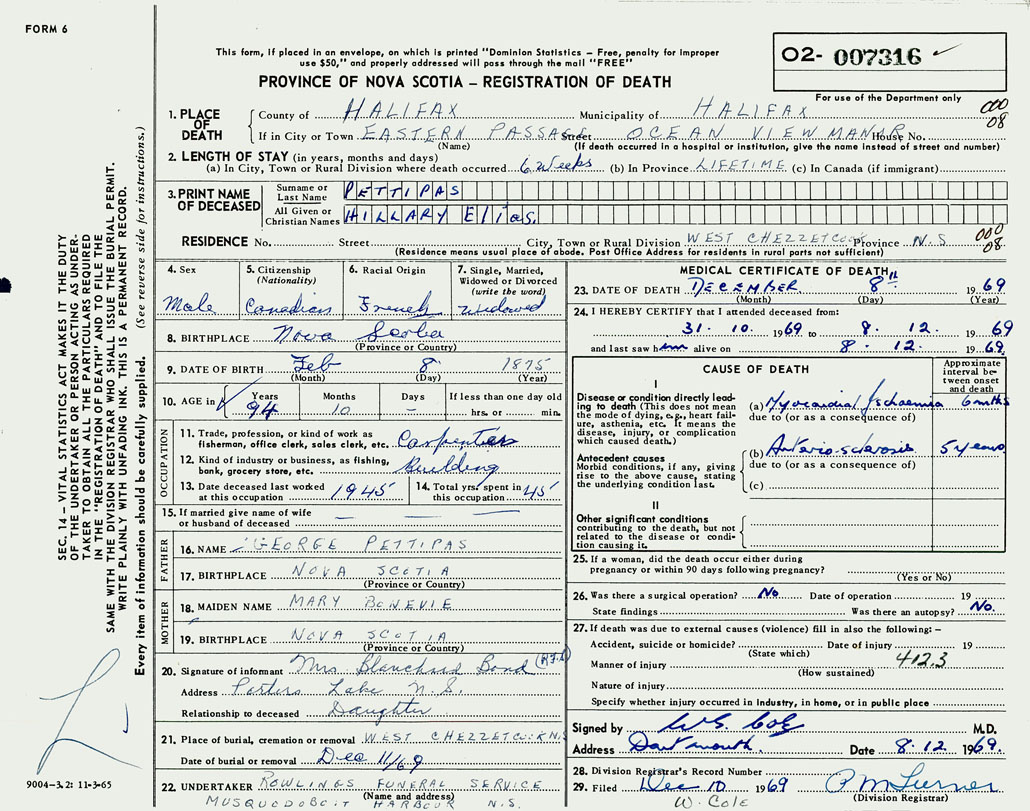 FORM 6
This form, if placed in an envelope, on which is printed "Dominion Statistics – Free, penalty for improper
use $50," and properly addressed will pass through the mail "FREE"
PROVINCE OF NOVA SCOTIA – REGISTRATION OF DEATH
02- 007316
For use of the Department only
1. PLACE OF DEATH County of HALIFAX Municipality of HALIFAX 000 08
If in City or Town EASTERN PASSAGE Street OCEAN VIEW MANOR House No.
(Name) (If death occurred in a hospital or institution, give the name instead of street and number)
2. LENGTH OF STAY (in years, months and days)
(a) In City, Town or Rural Division where death occurred 6 Weeks (b) In Province LIFETIME (c) In Canada (if immigrant)
3. PRINT NAME OF DECEASED Surname or Last Name PETTIPAS
All Given or Christian Names HILLARY Elias
RESIDENCE No. Street City, Town or Rural Division WEST CHEZZETCOOK Province N.S 000 08
(Residence means usual place of abode. Post Office Address for residents in rural parts not sufficient)
4. Sex Male
5. Citizenship (Nationality) Canadian
6. Racial Origin French
7. Single, Married, Widowed or Divorced (write the word) Widowed
8. BIRTHPLACE Nova Scotia
(Province or Country)
9. DATE OF BIRTH Feb 8 1875
(Month) (Day) (Year)
10. AGE in Years 94 Months 10 Days – If less than one day old hrs. or min.
OCCUPATION
11. Trade, profession, or kind of work as fisherman, office clerk, sales clerk, etc. Carpenter
12. Kind of industry or business, as fishing, bank, grocery store, etc. Building
13. Date deceased last worked at this occupation 1945
14. Total yrs. spent in this occupation 45
15. If married give name of wife or husband of deceased — — —
FATHER
16. NAME GEORGE PETTIPAS
17. BIRTHPLACE NOVA SCOTIA
(Province or Country)
MOTHER
18. MAIDEN NAME MARY BONEVIE
19. BIRTHPLACE NOVA SCOTIA
(Province or Country)
20. Signature of informant Mrs Blanchard Bond
Address Porters Lake N.S.
Relationship to deceased Daughter
21. Place of burial, cremation or removal WEST CHEZZETCOOK N.S
Date of burial or removal Dec 11/69
22. UNDERTAKER ROWLINGS FUNERAL SERVICE
(Name and address)
MUSQUODOBOIT HARBOUR N.S.
MEDICAL CERTIFICATE OF DEATH
23. DATE OF DEATH DECEMBER 8th 1969
(Month) (Day) (Year)
24. I HEREBY CERTIFY that I attended deceased from:
31. 10. 1969 to 8. 12. 1969
and last saw him alive on 8. 12. 1969
CAUSE OF DEATH
Approximate interval between onset and death
I
Disease or condition directly leading to death (This does not mean the mode of dying, e.g., heart failure, asthenia, etc. It means the disease, injury, or complication which caused death.)
(a) Myocardial Ischaemia 6 mths
due to (or as a consequence of)
Antecedent causes
Morbid conditions, if any, giving rise to the above cause, stating the underlying condition last.
(b) Arterio-sclerosis 5 years
due to (or as a consequence of)
(c)
II
Other significant conditions contributing to the death, but not related to the disease or condition causing it.
25. If a woman, did the death occur either during pregnancy or within 90 days following pregnancy?
(Yes or No)
26. Was there a surgical operation? No Date of operation 19
State findings Was there an autopsy? No.
27. If death was due to external causes (violence) fill in also the following: –
Accident, suicide or homicide? Date of injury 19
(State which) 412.3
Manner of injury
(How sustained)
Nature of injury
Specify whether injury occurred in industry, in home, or in public place
Signed by W.S. Cole M.D.
Address Dartmouth. Date 8.12 1969.
28. Division Registrar's Record Number
29. Filed Dec 10 1969 P M Turner
(Division Registrar)
W. Cole
SEC. 14 – VITAL STATISTICS ACT MAKES IT THE DUTY
OF THE UNDERTAKER OR PERSON ACTING AS UNDER-
TAKER TO OBTAIN ALL THE PARTICULARS REQUIRED
IN THE "REGISTRATION OF DEATH" AND FILE THE
SAME WITH THE DIVISION REGISTRAR WHO SHALL ISSUE THE BURIAL PERMIT.
WRITE PLAINLY WITH UNFADING INK. THIS IS A PERMANENT RECORD.
Every item of information should be carefully supplied. (See reverse side for instructions.)
9004-3.2: 11-3-65